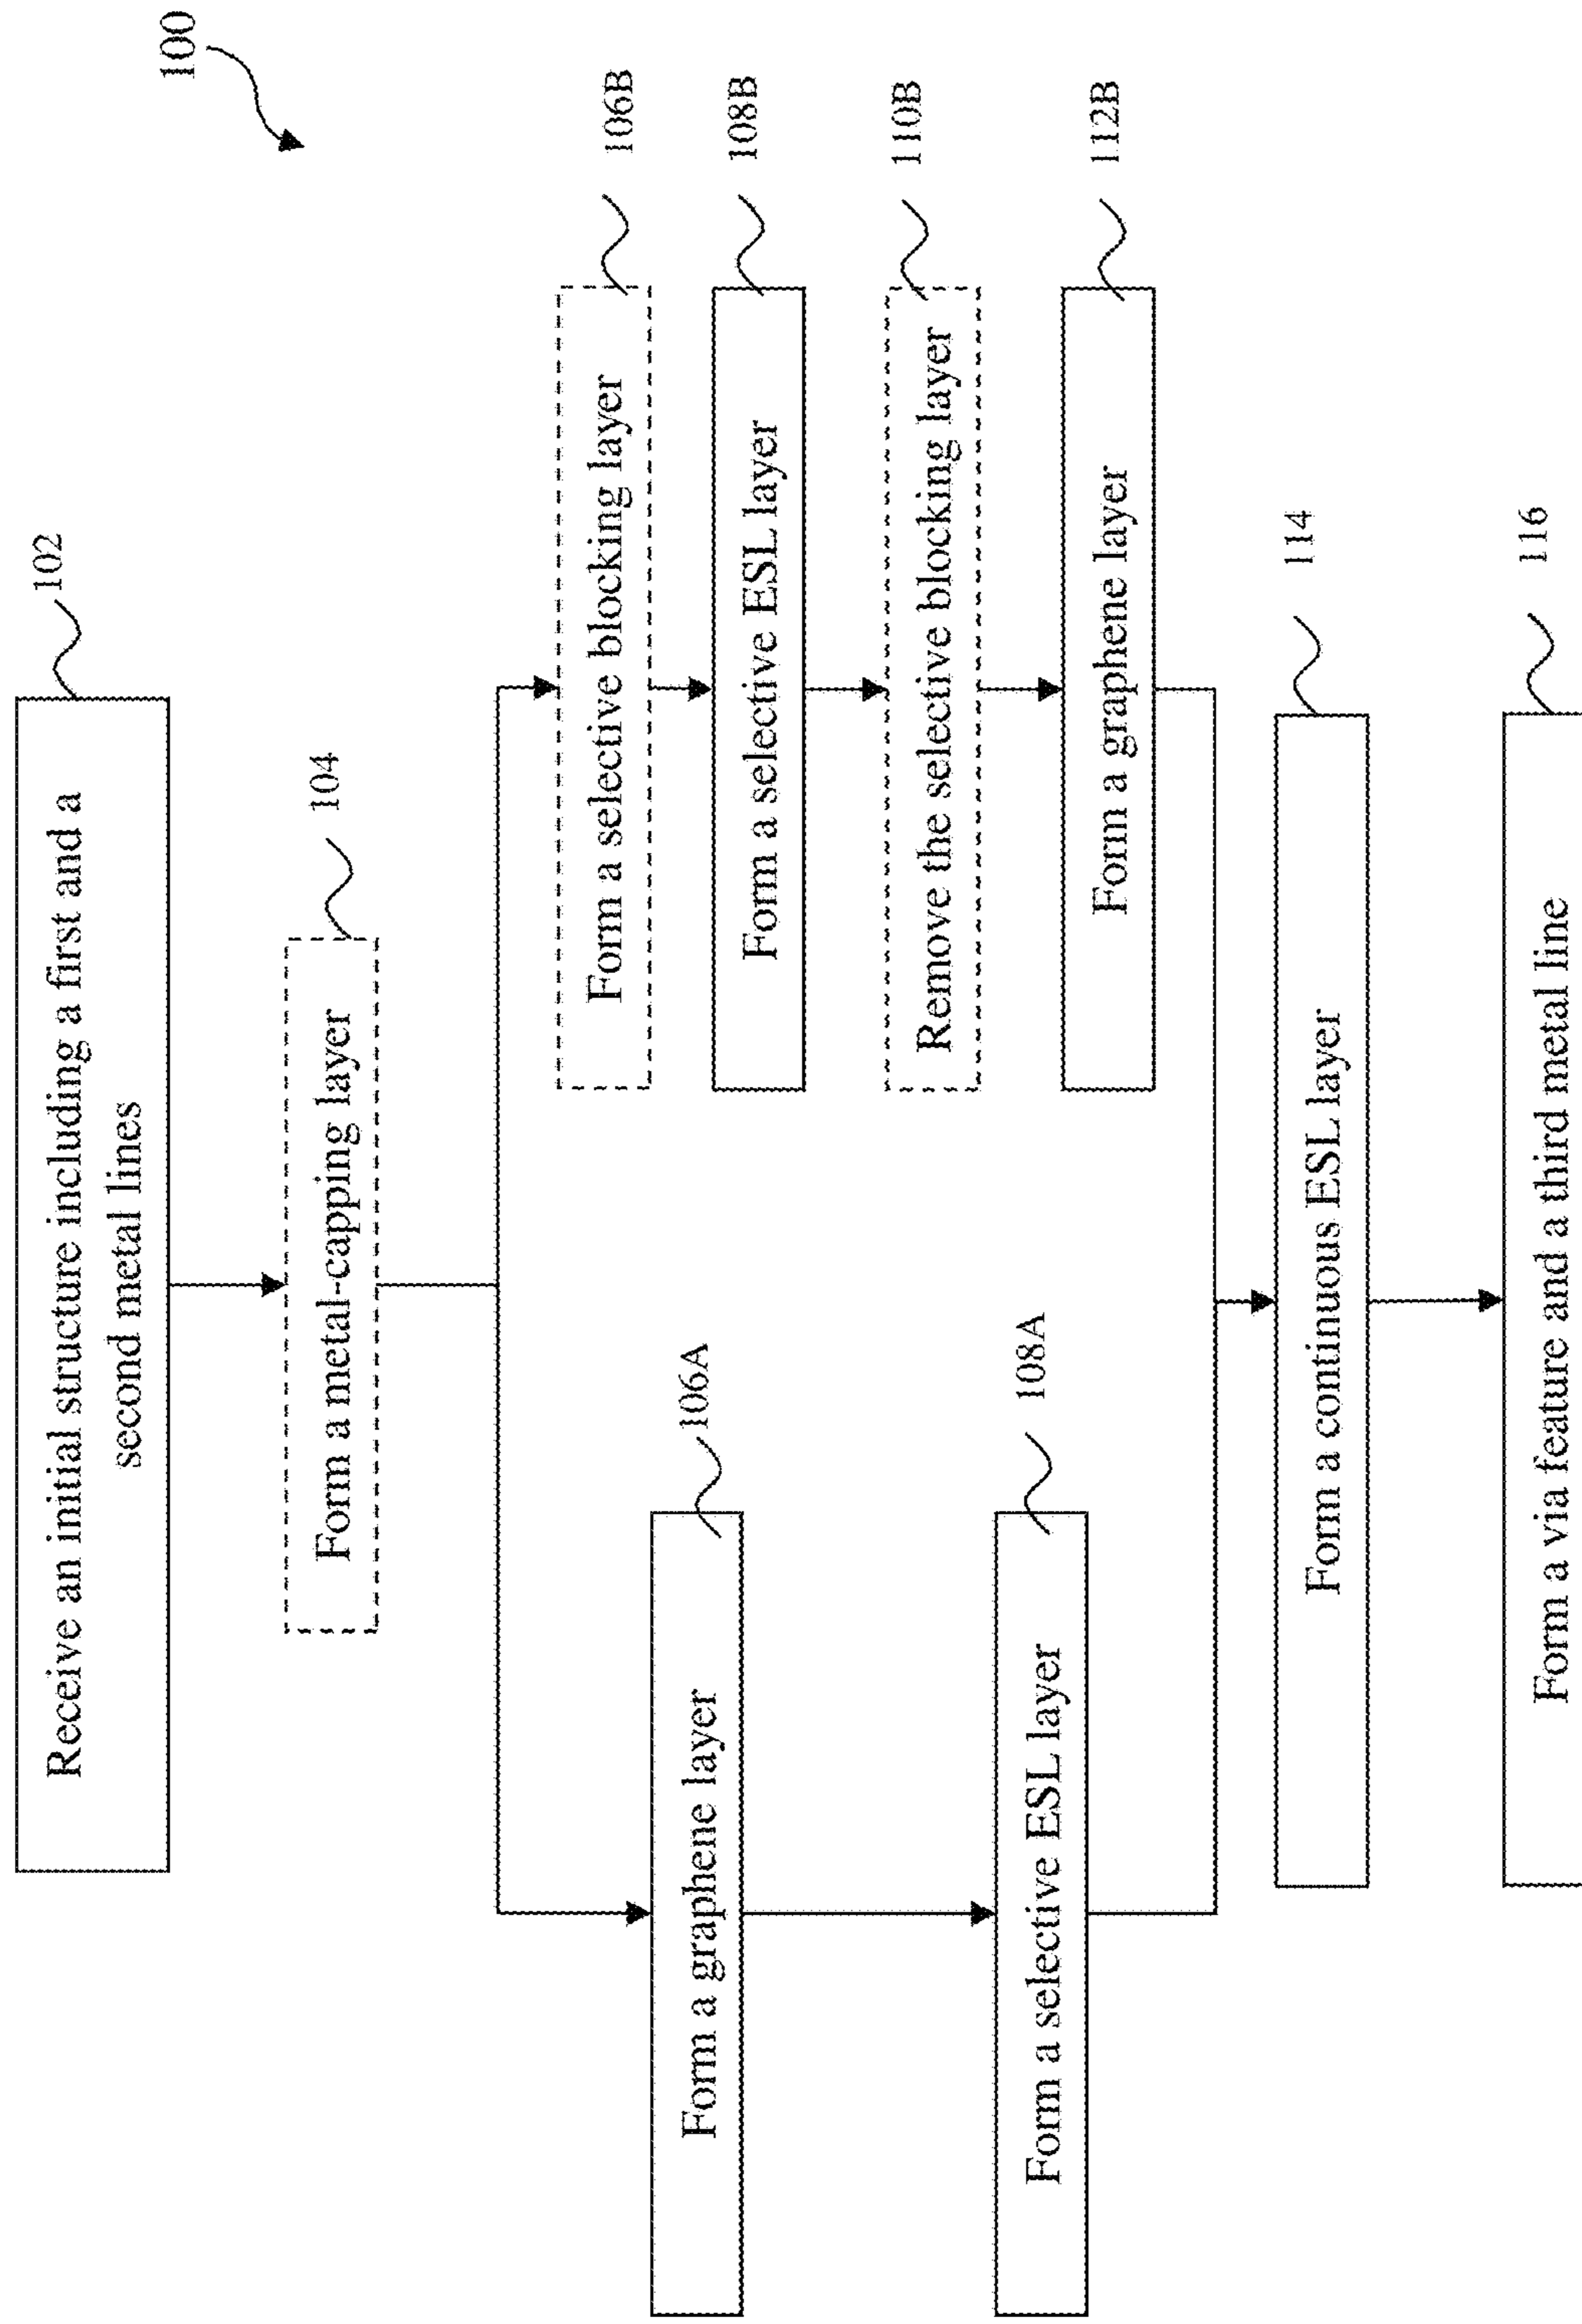 100
102
Receive an initial structure including a first and a
second metal lines
104
Form a metal-capping layer
106A
Form a graphene layer
108A
Form a selective ESL layer
106B
Form a selective blocking layer
108B
Form a selective ESL layer
110B
Remove the selective blocking layer
112B
Form a graphene layer
114
Form a continuous ESL layer
116
Form a via feature and a third metal line